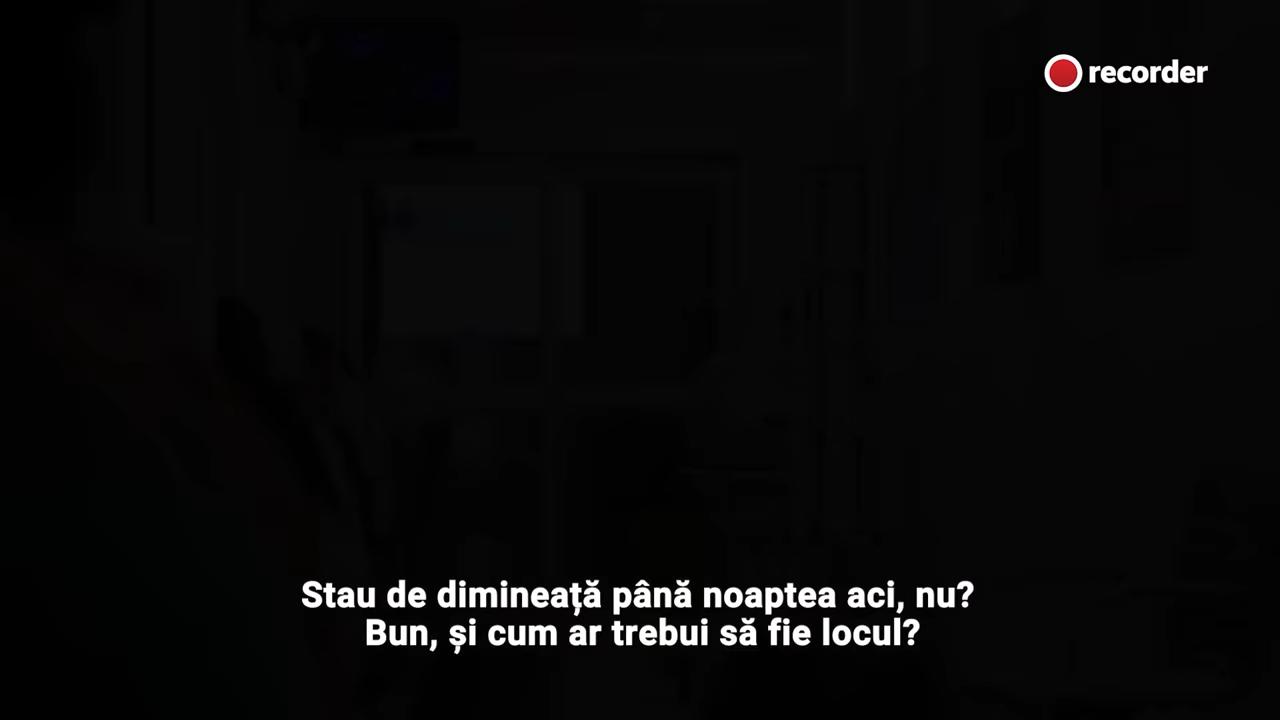 recorder
Stau de dimineață până noaptea aci, nu?
Bun, și cum ar trebui să fie locul?